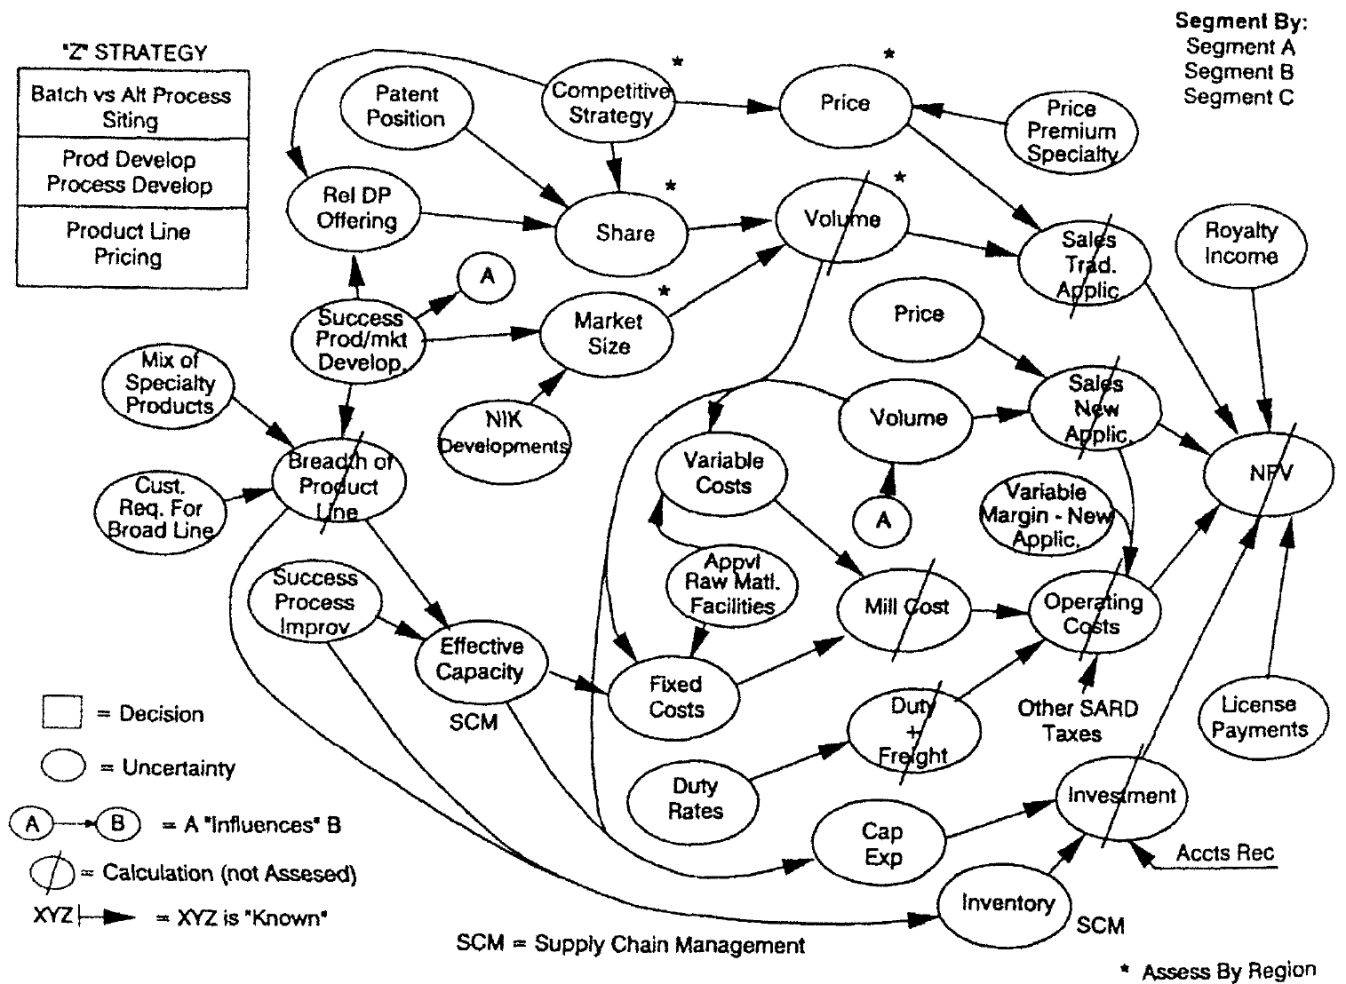 Segment By:
Segment A
Segment B
Segment C
"Z" STRATEGY
Batch vs Alt Process
Siting
Prod Develop
Process Develop
Product Line
Pricing
Patent
Position
Competitive
Strategy
*
Price
*
Price
Premium
Specialty
Rel DP
Offering
Share
*
Volume
*
Sales
Trad.
Applic
Royalty
Income
A
Success
Prod/mkt
Develop.
Market
Size
*
Price
Mix of
Specialty
Products
NIK
Developments
Volume
Sales
New
Applic.
Breadth of
Product
Line
Variable
Costs
NPV
Cust.
Req. For
Broad Line
A
Variable
Margin - New
Applic.
Success
Process
Improv
Appvl
Raw Matl.
Facilities
Mill Cost
Operating
Costs
Effective
Capacity
SCM
Fixed
Costs
Duty
+
Freight
Other SARD
Taxes
License
Payments
Duty
Rates
Investment
Cap
Exp
Accts Rec
Inventory
SCM
= Decision
= Uncertainty
A B = A "Influences" B
= Calculation (not Assesed)
XYZ = XYZ is "Known"
SCM = Supply Chain Management
* Assess By Region